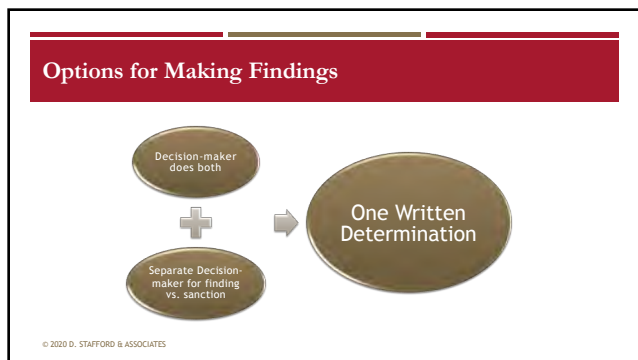 Options for Making Findings
Decision-maker
does both
Separate Decision-
maker for finding
vs. sanction
One Written
Determination
© 2020 D. STAFFORD & ASSOCIATES